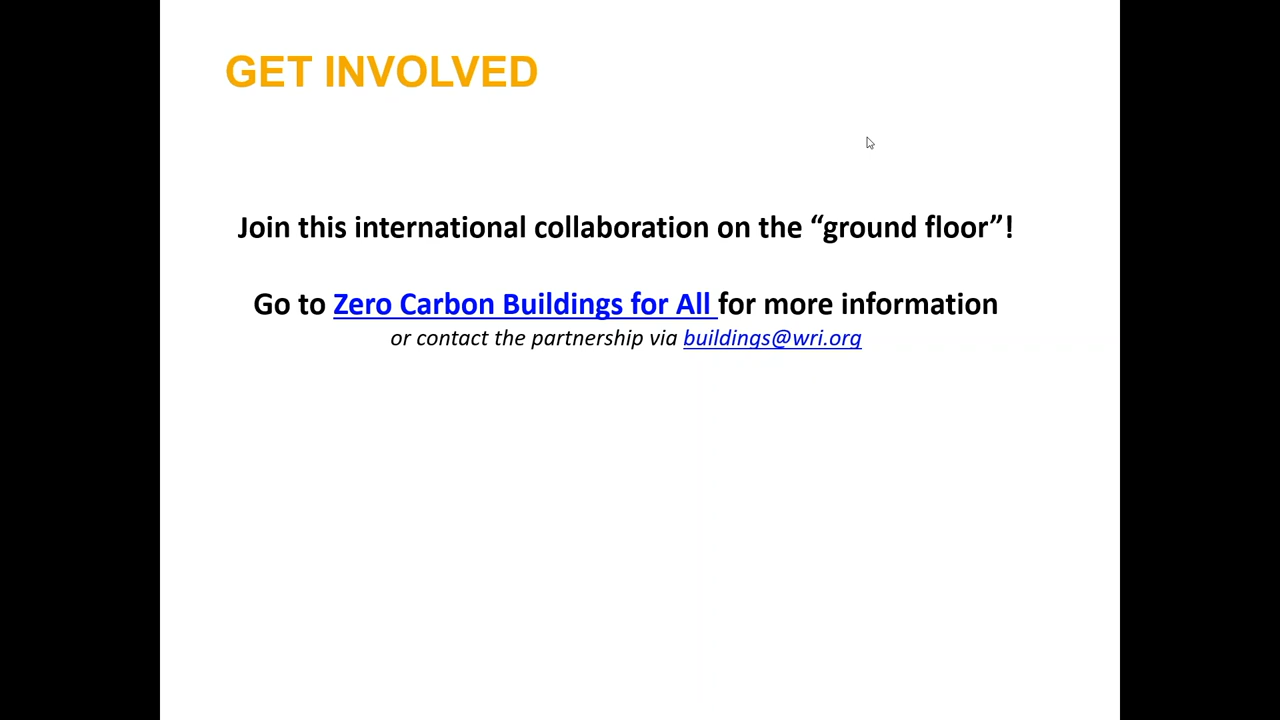 GET INVOLVED
Join this international collaboration on the “ground floor”!
Go to Zero Carbon Buildings for All for more information
or contact the partnership via buildings@wri.org